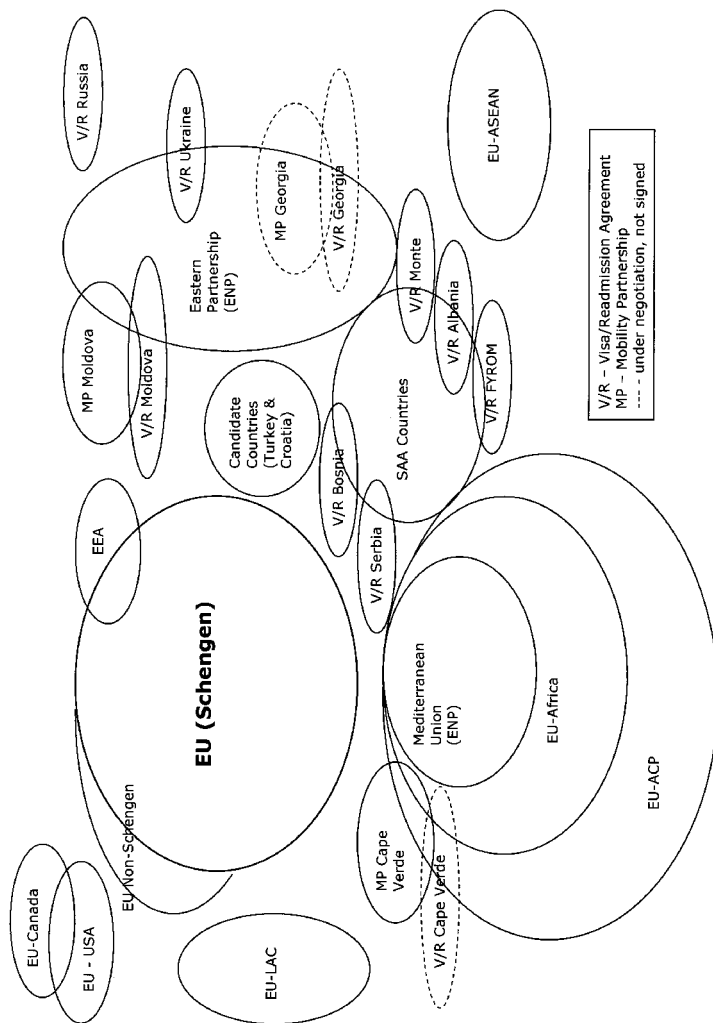 EU-Canada
EU - USA
EU Non-Schengen
EU-LAC
EU (Schengen)
EEA
MP Moldova
V/R Moldova
V/R Russia
V/R Ukraine
Eastern
Partnership
(ENP)
MP Georgia
V/R Georgia
Candidate
Countries
(Turkey &
Croatia)
V/R Bosnia
V/R Serbia
SAA Countries
V/R Monte
V/R Albania
V/R FYROM
MP Cape
Verde
V/R Cape Verde
Mediterranean
Union
(ENP)
EU-Africa
EU-ACP
EU-ASEAN
V/R – Visa/Readmission Agreement
MP – Mobility Partnership
---- - under negotiation, not signed